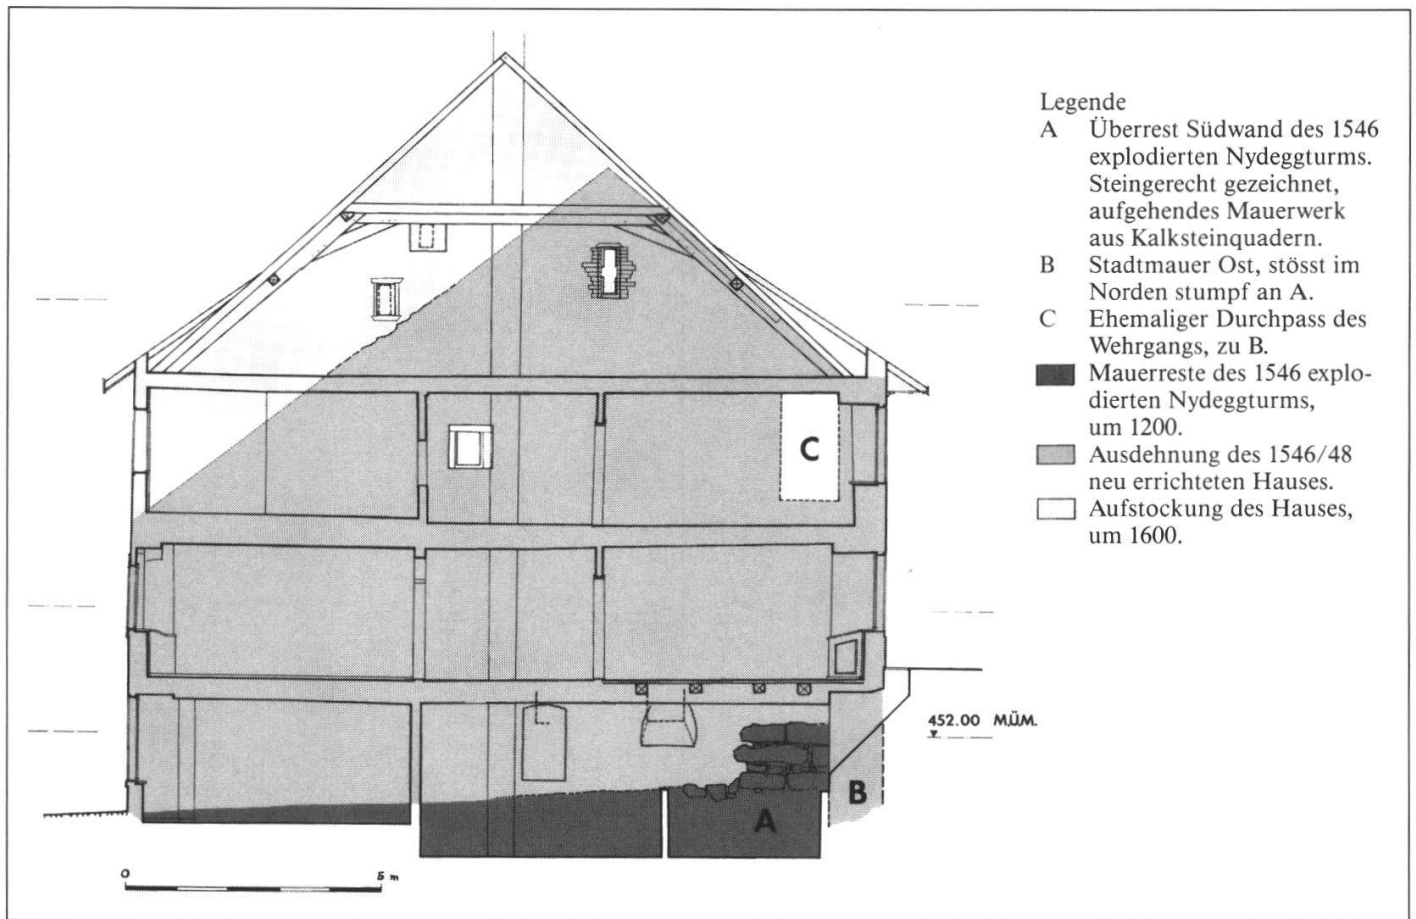 Legende
A Überrest Südwand des 1546
explodierten Nydeggturms.
Steingerecht gezeichnet,
aufgehendes Mauerwerk
aus Kalksteinquadern.
B Stadtmauer Ost, stösst im
Norden stumpf an A.
C Ehemaliger Durchpass des
Wehrgangs, zu B.
Mauerreste des 1546 explo-
dierten Nydeggturms,
um 1200.
Ausdehnung des 1546/48
neu errichteten Hauses.
Aufstockung des Hauses,
um 1600.
C
452.00 M.Ü.M.
B
A
0 5 m